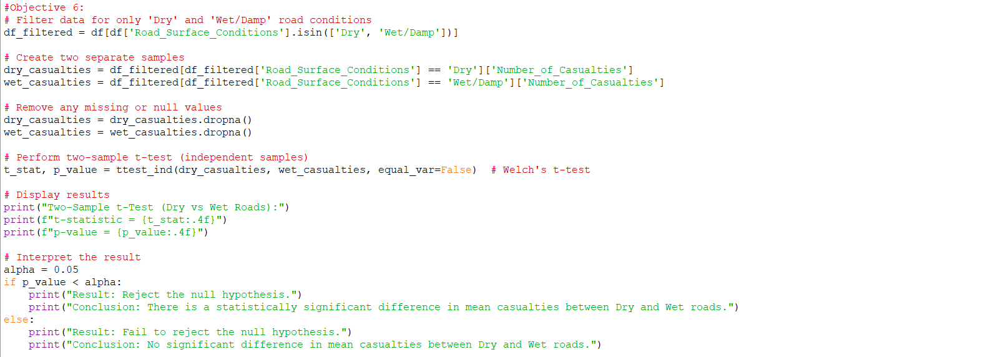 #Objective 6:
# Filter data for only 'Dry' and 'Wet/Damp' road conditions
df_filtered = df[df['Road_Surface_Conditions'].isin(['Dry', 'Wet/Damp'])]
# Create two separate samples
dry_casualties = df_filtered[df_filtered['Road_Surface_Conditions'] == 'Dry']['Number_of_Casualties']
wet_casualties = df_filtered[df_filtered['Road_Surface_Conditions'] == 'Wet/Damp']['Number_of_Casualties']
# Remove any missing or null values
dry_casualties = dry_casualties.dropna()
wet_casualties = wet_casualties.dropna()
# Perform two-sample t-test (independent samples)
t_stat, p_value = ttest_ind(dry_casualties, wet_casualties, equal_var=False)  # Welch's t-test
# Display results
print("Two-Sample t-Test (Dry vs Wet Roads):")
print(f"t-statistic = {t_stat:.4f}")
print(f"p-value = {p_value:.4f}")
# Interpret the result
alpha = 0.05
if p_value < alpha:
    print("Result: Reject the null hypothesis.")
    print("Conclusion: There is a statistically significant difference in mean casualties between Dry and Wet roads.")
else:
    print("Result: Fail to reject the null hypothesis.")
    print("Conclusion: No significant difference in mean casualties between Dry and Wet roads.")